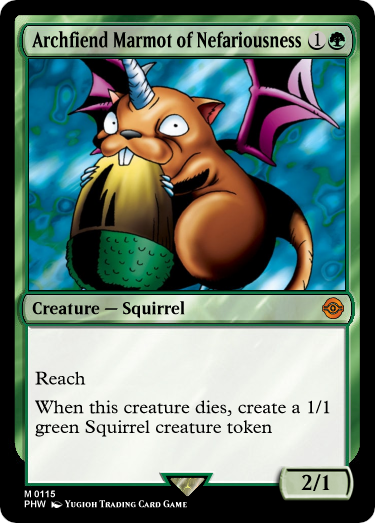 Archfiend Marmot of Nefariousness 1
Creature — Squirrel
Reach
When this creature dies, create a 1/1
green Squirrel creature token
2/1
M 0115
PHW Yugioh Trading Card Game